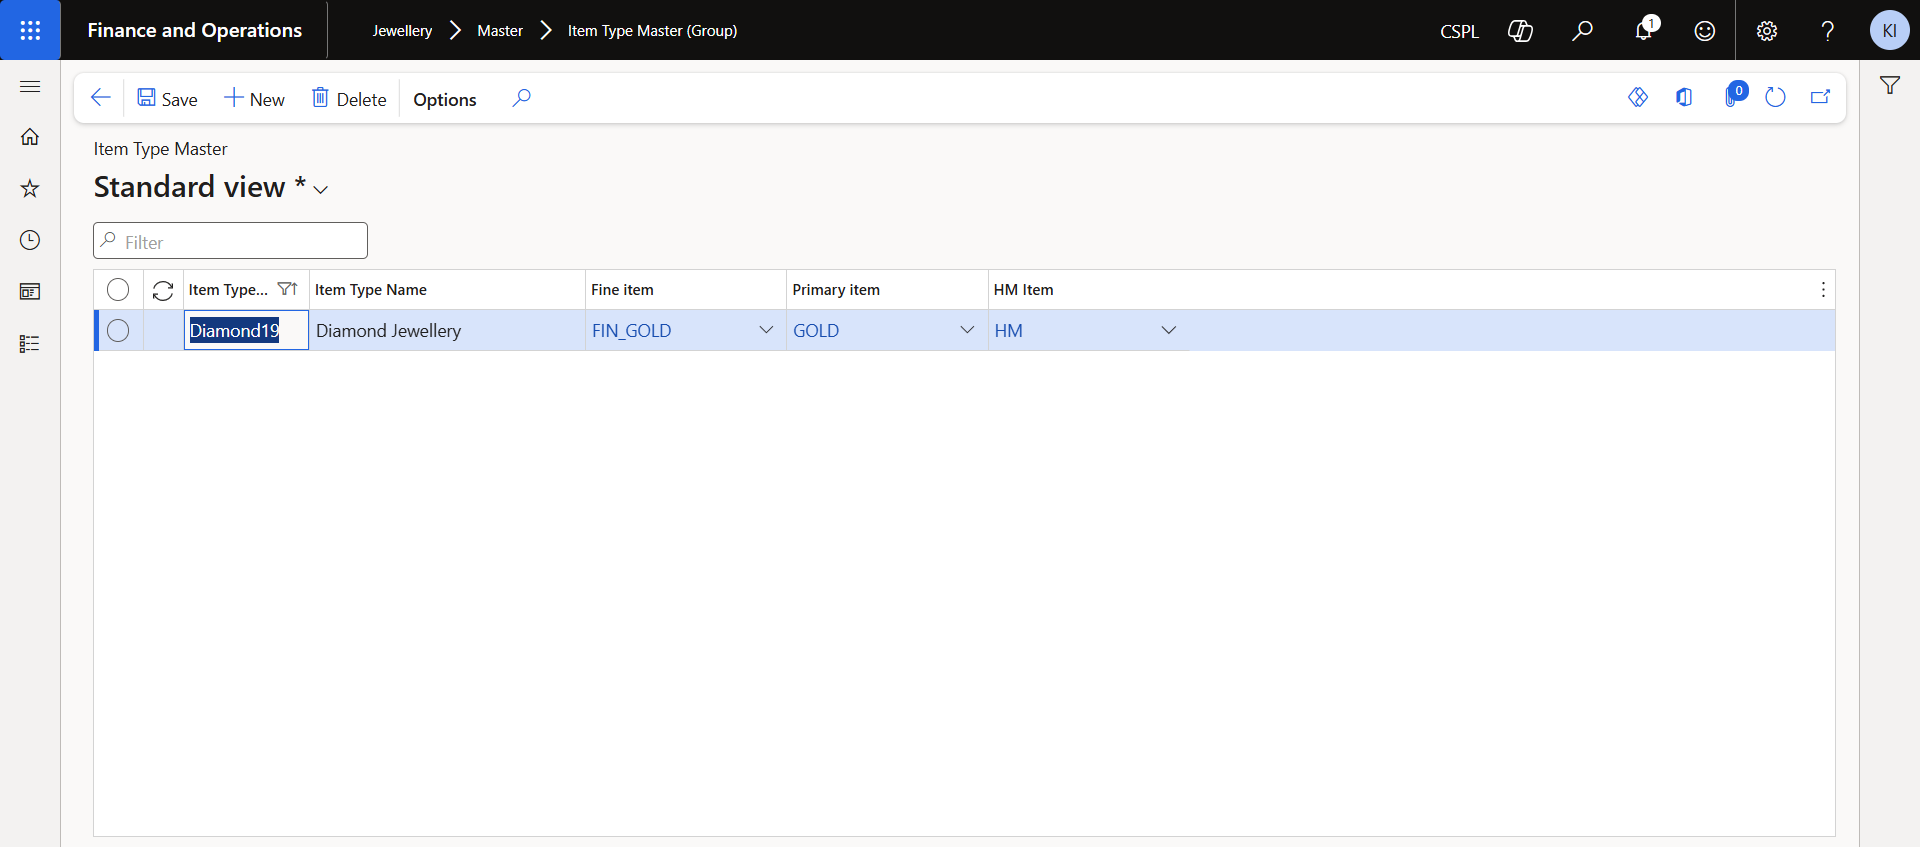 Finance and Operations
Jewellery Master Item Type Master (Group)
CSPL
1
?
KI
Save New Delete Options
0
Item Type Master
Standard view *
Filter
Item Type... Item Type Name Fine item Primary item HM Item
Diamond19 Diamond Jewellery FIN_GOLD GOLD HM